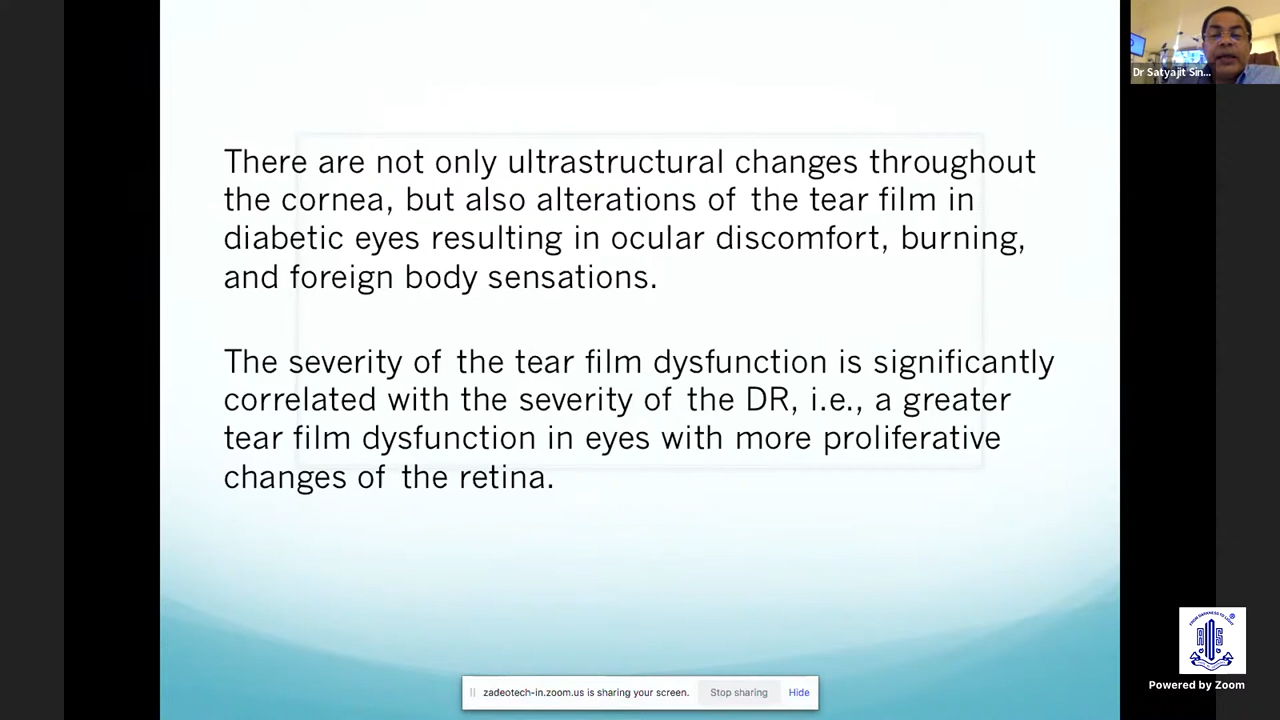 Dr Satyajit Sin...
There are not only ultrastructural changes throughout
the cornea, but also alterations of the tear film in
diabetic eyes resulting in ocular discomfort, burning,
and foreign body sensations.
The severity of the tear film dysfunction is significantly
correlated with the severity of the DR, i.e., a greater
tear film dysfunction in eyes with more proliferative
changes of the retina.
zadeotech-in.zoom.us is sharing your screen. Stop sharing Hide
Powered by Zoom